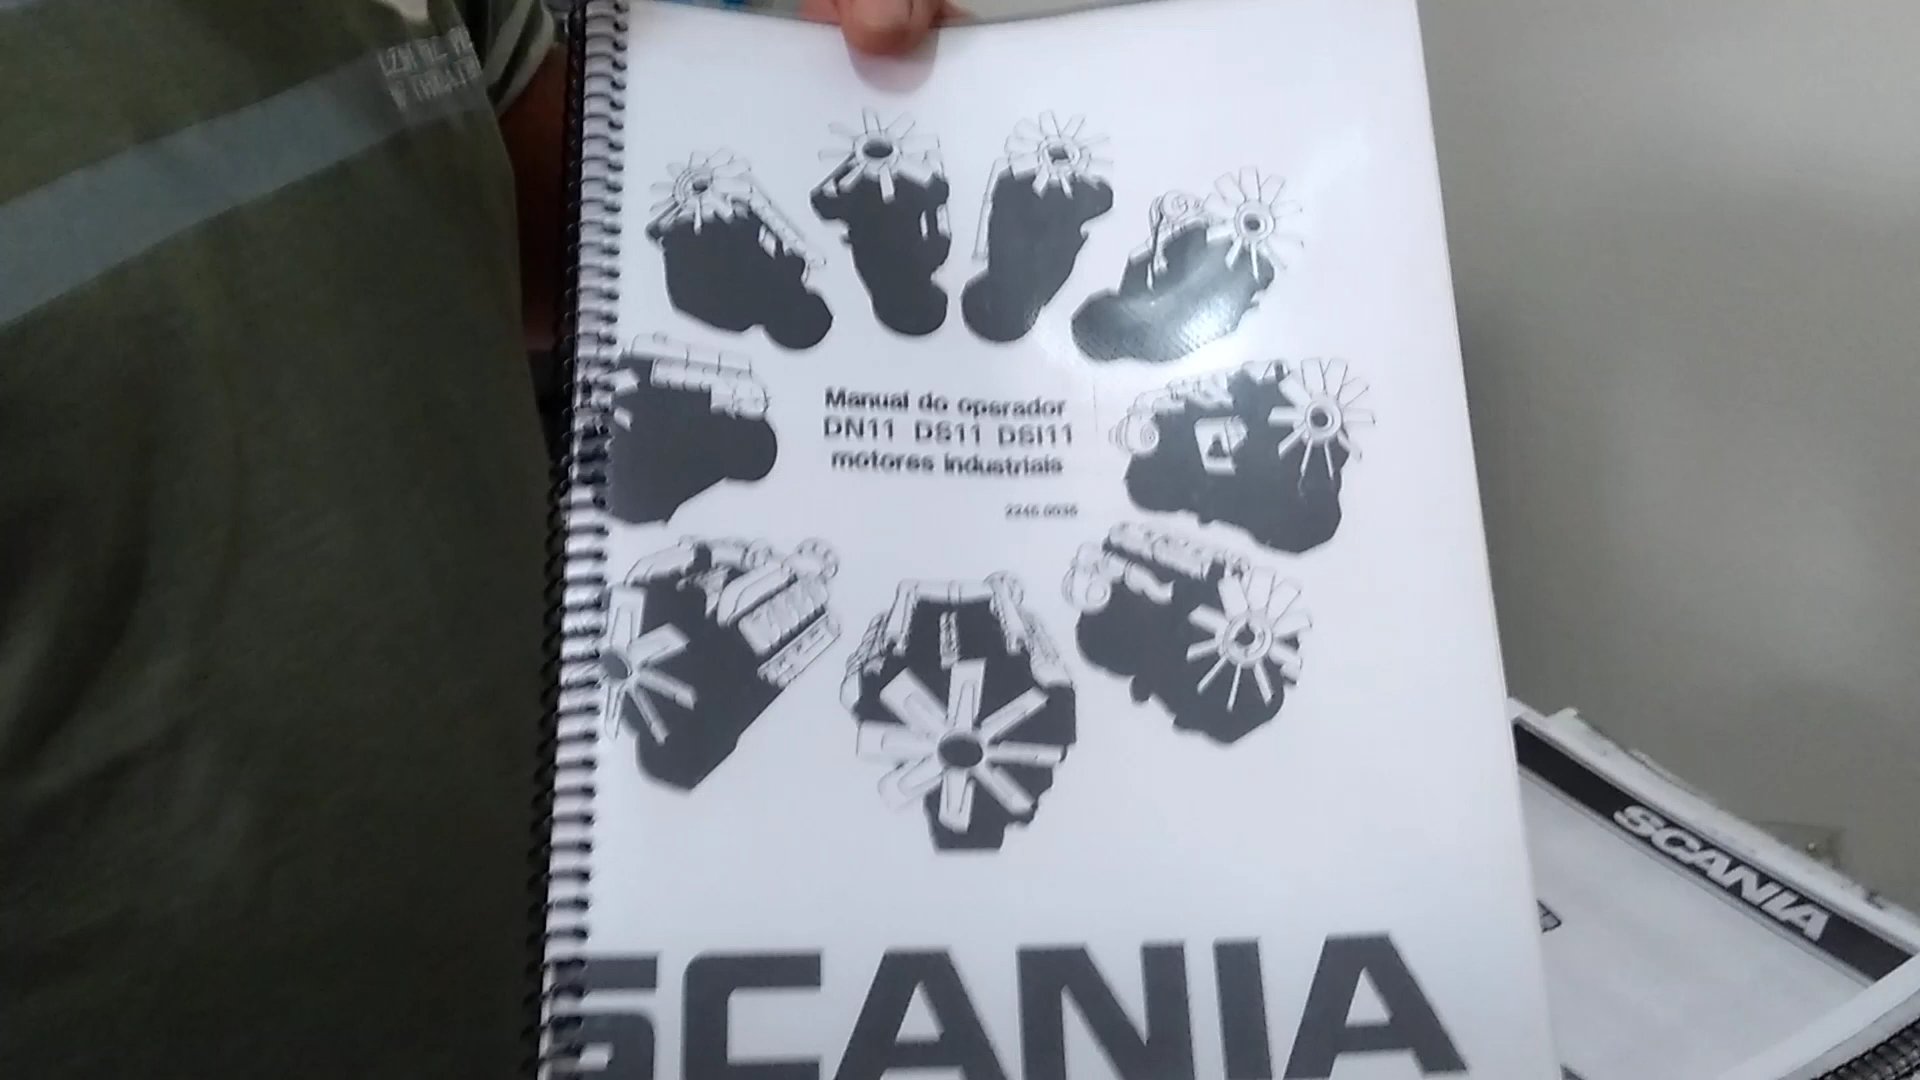 Manual do operador
DN11 DS11 DSI11
motores industriais
SCANIA
SCANIA